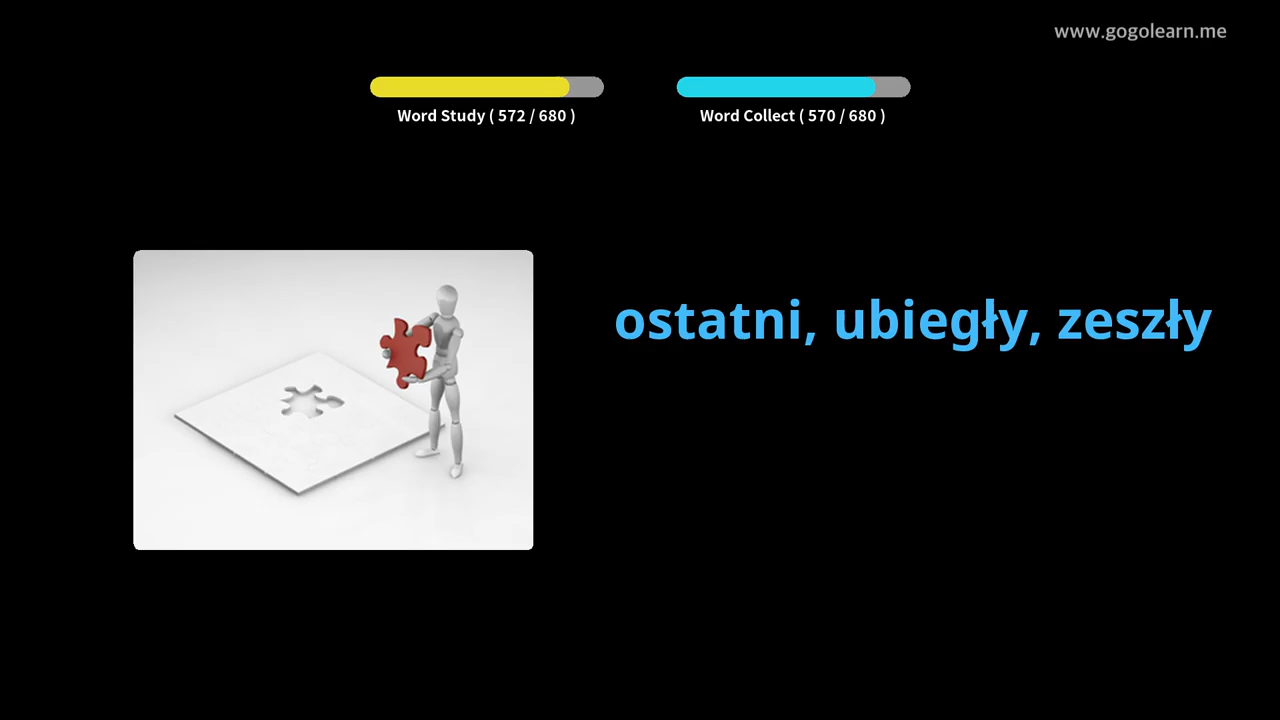 www.gogolearn.me
Word Study ( 572 / 680 )
Word Collect ( 570 / 680 )
ostatni, ubiegły, zeszły